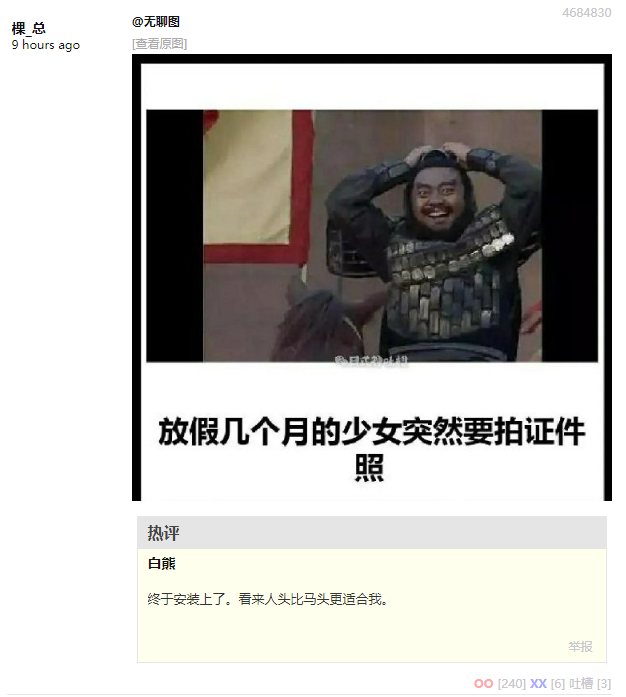 4684830
棵_总
9 hours ago
@无聊图
[查看原图]
放假几个月的少女突然要拍证件
照
热评
白熊
终于安装上了。看来人头比马头更适合我。
举报
OO [240] XX [6] 吐槽 [3]